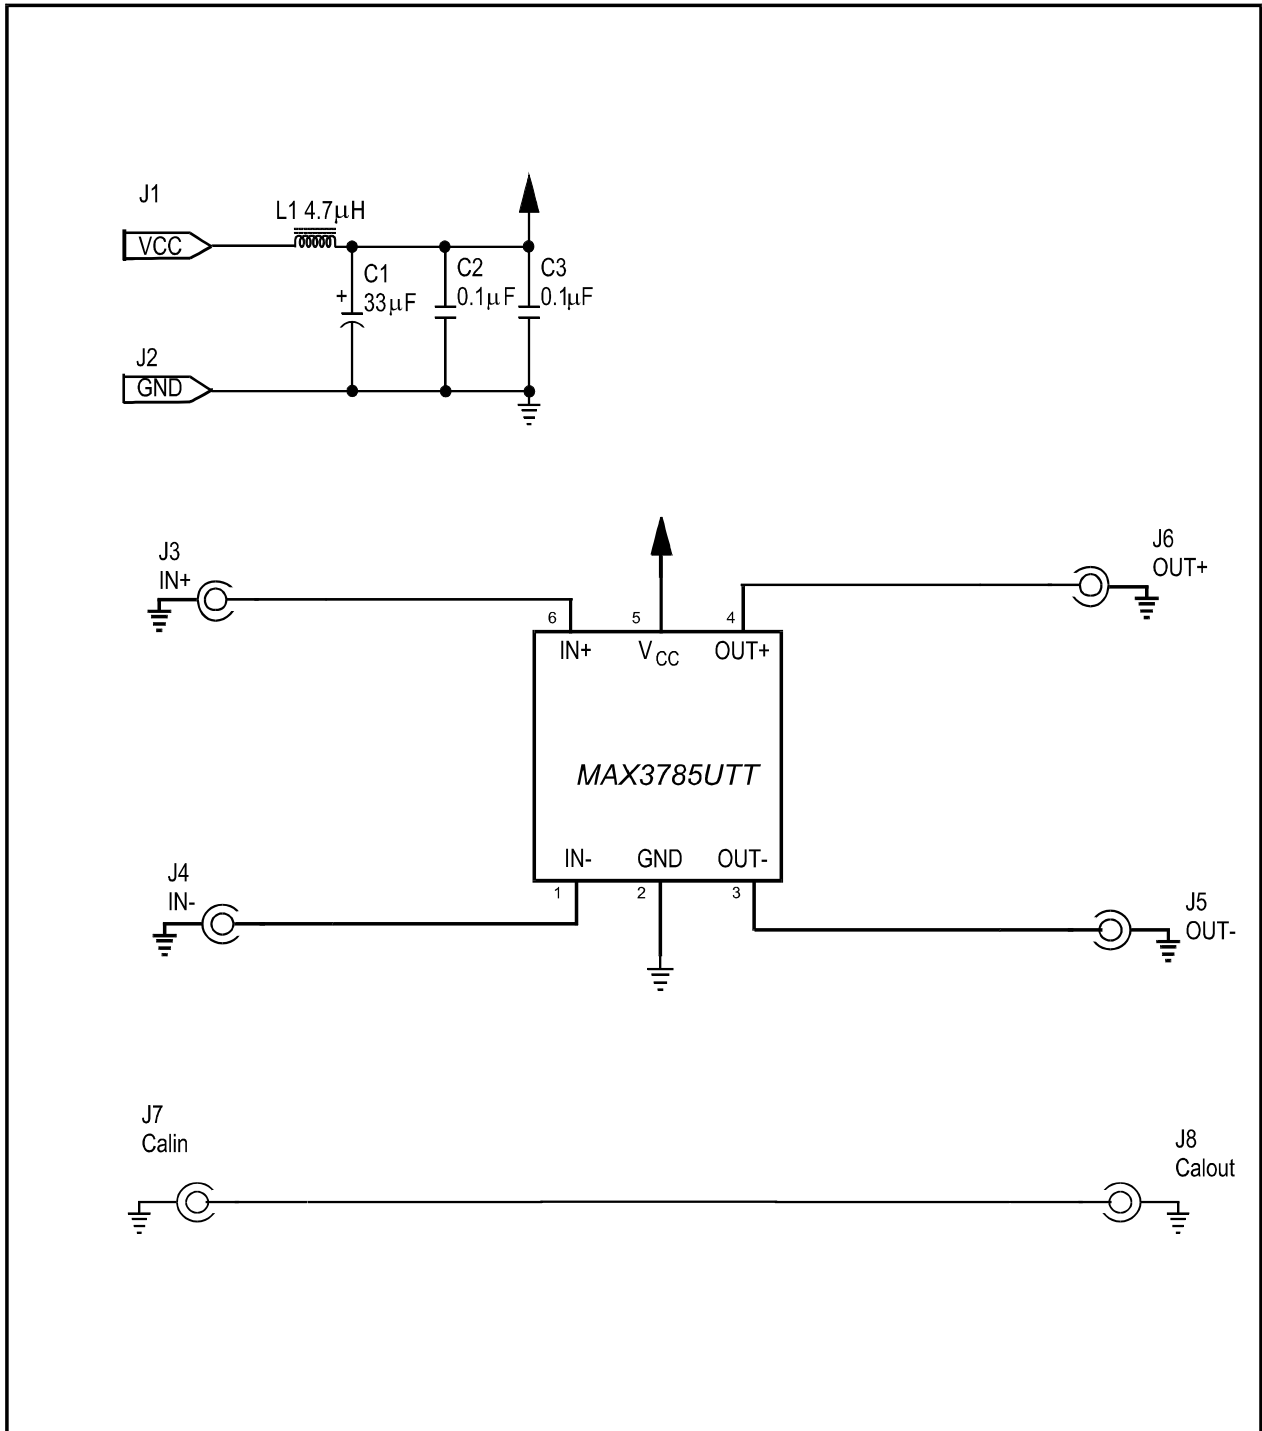 J1
VCC
L1 4.7μH
C1
33μF
+
C2
0.1μF
C3
0.1μF
J2
GND
J3
IN+
J6
OUT+
6
5
4
IN+
VCC
OUT+
MAX3785UTT
IN-
GND
OUT-
1
2
3
J4
IN-
J5
OUT-
J7
Calin
J8
Calout